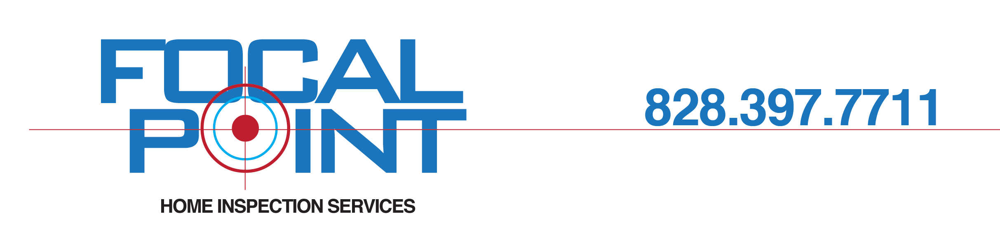 FOCAL
POINT
HOME INSPECTION SERVICES
828.397.7711